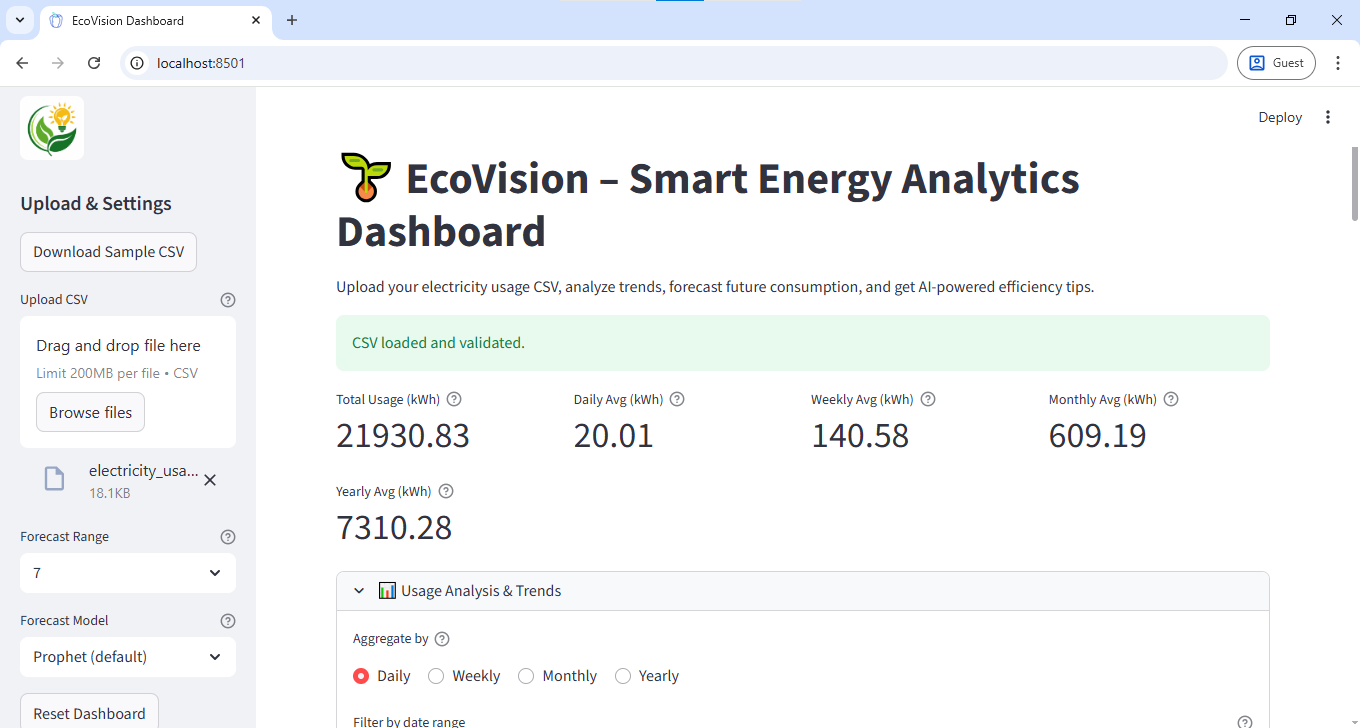 EcoVision Dashboard
localhost:8501
Guest
Deploy
Upload & Settings
Download Sample CSV
Upload CSV
Drag and drop file here
Limit 200MB per file • CSV
Browse files
electricity_usa...
18.1KB
Forecast Range
7
Forecast Model
Prophet (default)
Reset Dashboard
EcoVision – Smart Energy Analytics
Dashboard
Upload your electricity usage CSV, analyze trends, forecast future consumption, and get AI-powered efficiency tips.
CSV loaded and validated.
Total Usage (kWh)
21930.83
Daily Avg (kWh)
20.01
Weekly Avg (kWh)
140.58
Monthly Avg (kWh)
609.19
Yearly Avg (kWh)
7310.28
Usage Analysis & Trends
Aggregate by
Daily Weekly Monthly Yearly
Filter by date range